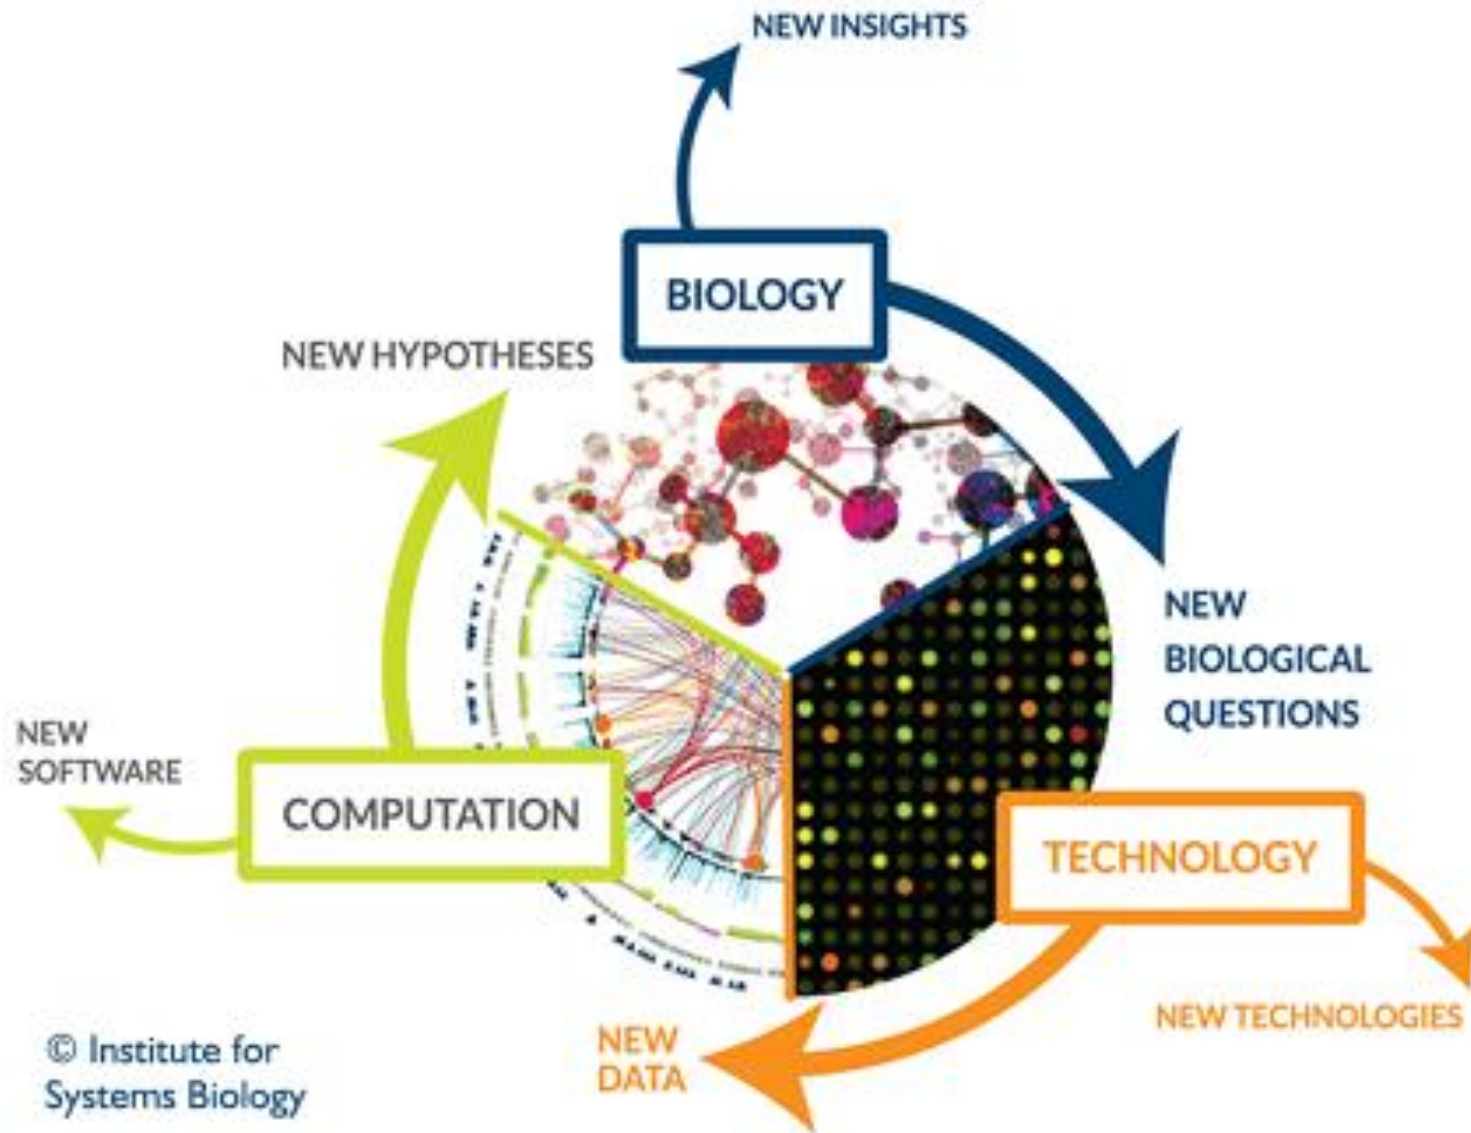 NEW INSIGHTS
BIOLOGY
NEW HYPOTHESES
NEW
BIOLOGICAL
QUESTIONS
NEW
SOFTWARE
COMPUTATION
TECHNOLOGY
NEW TECHNOLOGIES
NEW
DATA
© Institute for
Systems Biology